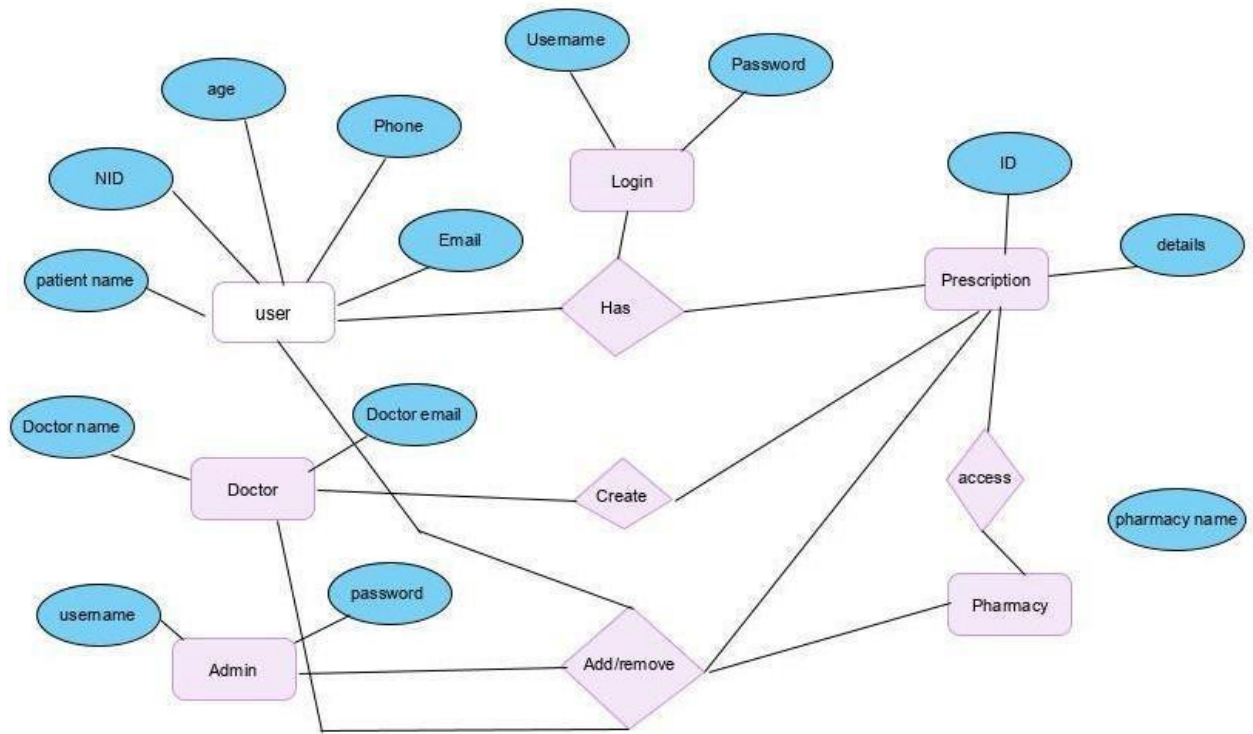 Username
Password
age
Phone
ID
NID
Login
Email
details
patient name
Prescription
user
Has
Doctor name
Doctor email
Doctor
Create
access
pharmacy name
username
password
Pharmacy
Admin
Add/remove